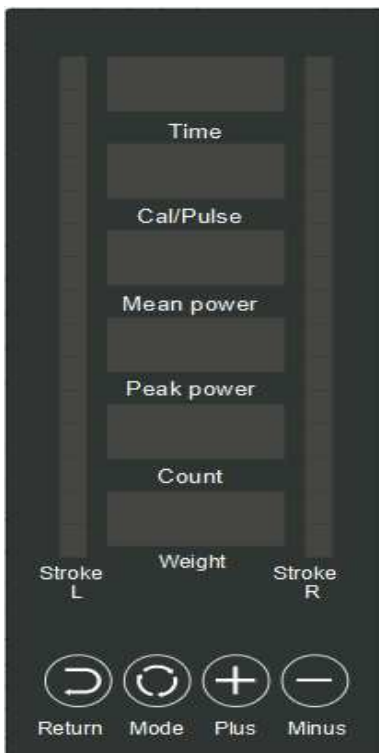 Time
Cal/Pulse
Mean power
Peak power
Count
Weight
Stroke L
Stroke R
Return Mode Plus Minus